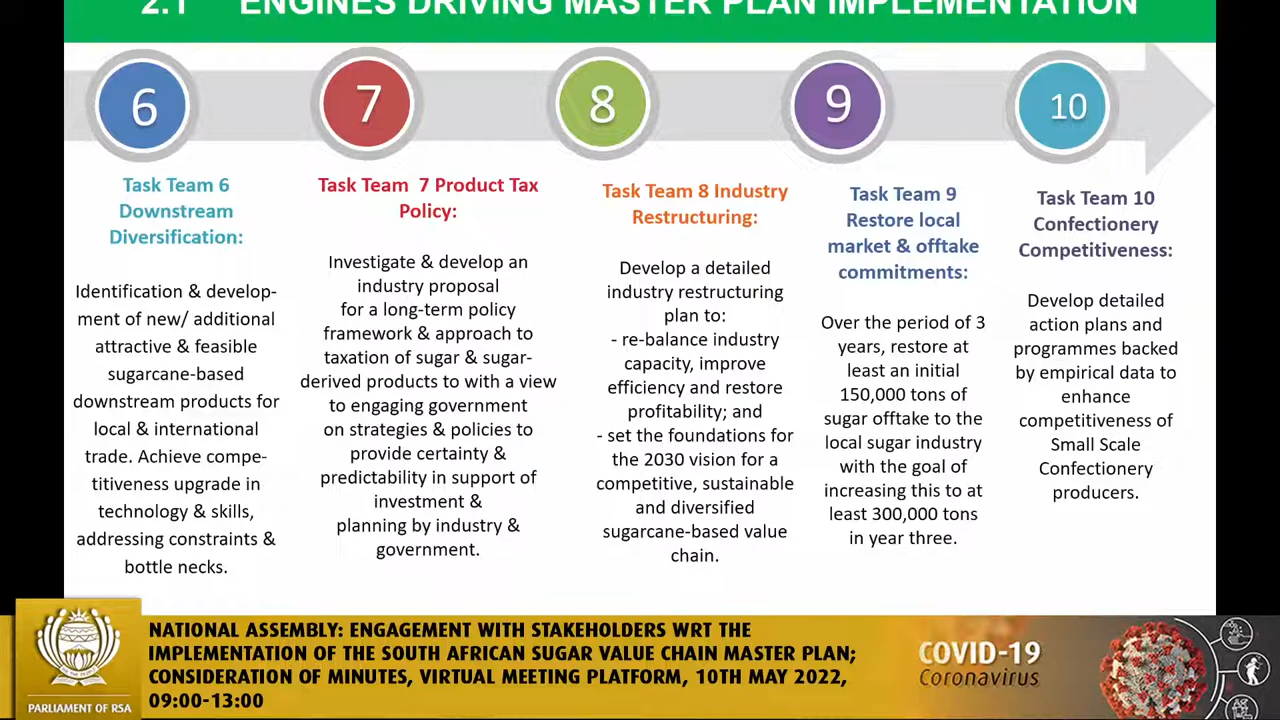 2.1 ENGINES DRIVING MASTER PLAN IMPLEMENTATION
6
7
8
9
10
Task Team 6
Downstream
Diversification:
Identification & develop-
ment of new/ additional
attractive & feasible
sugarcane-based
downstream products for
local & international
trade. Achieve compe-
titiveness upgrade in
technology & skills,
addressing constraints &
bottle necks.
Task Team 7 Product Tax
Policy:
Investigate & develop an
industry proposal
for a long-term policy
framework & approach to
taxation of sugar & sugar-
derived products to with a view
to engaging government
on strategies & policies to
provide certainty &
predictability in support of
investment &
planning by industry &
government.
Task Team 8 Industry
Restructuring:
Develop a detailed
industry restructuring
plan to:
- re-balance industry
capacity, improve
efficiency and restore
profitability; and
- set the foundations for
the 2030 vision for a
competitive, sustainable
and diversified
sugarcane-based value
chain.
Task Team 9
Restore local
market & offtake
commitments:
Over the period of 3
years, restore at
least an initial
150,000 tons of
sugar offtake to the
local sugar industry
with the goal of
increasing this to at
least 300,000 tons
in year three.
Task Team 10
Confectionery
Competitiveness:
Develop detailed
action plans and
programmes backed
by empirical data to
enhance
competitiveness of
Small Scale
Confectionery
producers.
PARLIAMENT OF RSA
NATIONAL ASSEMBLY: ENGAGEMENT WITH STAKEHOLDERS WRT THE
IMPLEMENTATION OF THE SOUTH AFRICAN SUGAR VALUE CHAIN MASTER PLAN;
CONSIDERATION OF MINUTES, VIRTUAL MEETING PLATFORM, 10TH MAY 2022,
09:00-13:00
COVID-19
Coronavirus